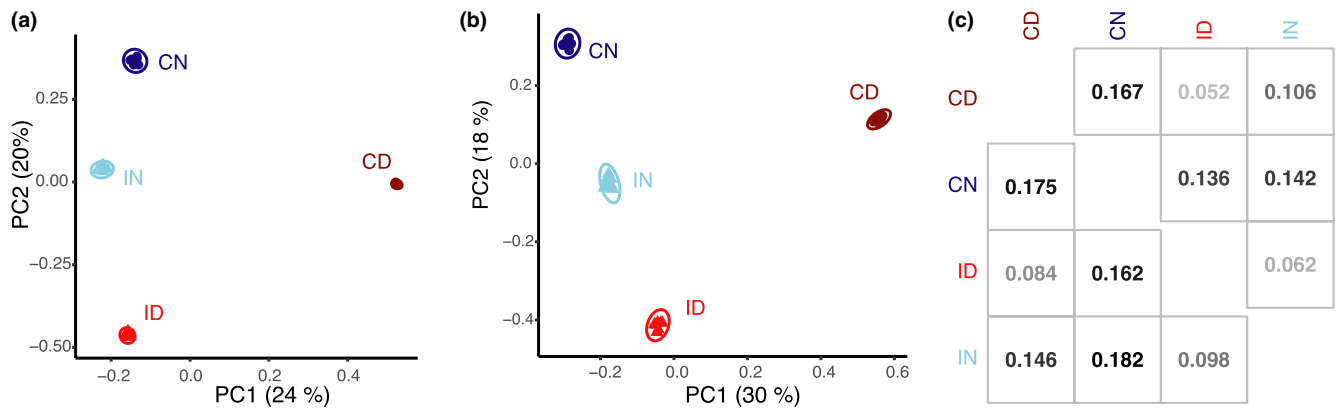 (a)
CN
IN
CD
ID
0.25
0.00
−0.25
−0.50
PC2 (20%)
−0.2
0.0
0.2
0.4
PC1 (24 %)
(b)
CN
CD
IN
ID
0.2
0.0
−0.2
−0.4
PC2 (18 %)
−0.2
0.0
0.2
0.4
0.6
PC1 (30 %)
(c)
CD CN ID IN
CD 0.167 0.052 0.106
CN 0.175 0.136 0.142
ID 0.084 0.162 0.062
IN 0.146 0.182 0.098